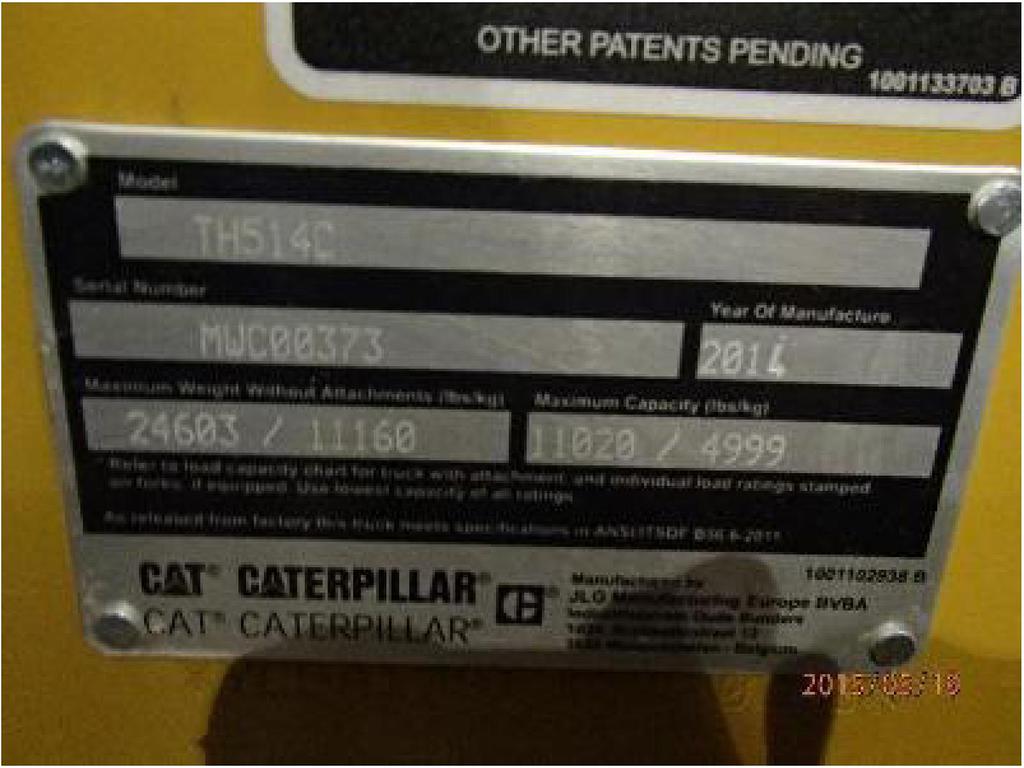 OTHER PATENTS PENDING
1001133703 B
Model
TH514C
Serial Number
Year Of Manufacture
MWC00373
2014
Maximum Weight Without Attachments (lbs/kg)
Maximum Capacity (lbs/kg)
24603 / 11160
11020 / 4999
Refer to load capacity chart for truck with attachment, and individual load ratings stamped
on forks, if equipped. Use lowest capacity of all ratings.
As released from factory this truck meets specifications in ANSI/ITSDF B56.6-2011
1001102938 B
CAT® CATERPILLAR®
CAT® CATERPILLAR®
Manufactured by
JLG Manufacturing Europe BVBA
Oude Bunders
- Belgium